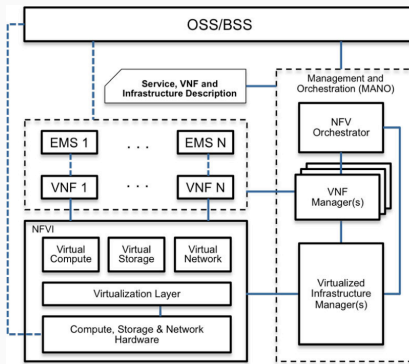 OSS/BSS
Service, VNF and
Infrastructure Description
Management and
Orchestration (MANO)
NFV
Orchestrator
EMS 1
. . .
EMS N
VNF 1
. . .
VNF N
VNF
Manager(s)
NFVI
Virtual
Compute
Virtual
Storage
Virtual
Network
Virtualization Layer
Compute, Storage & Network
Hardware
Virtualized
Infrastructure
Manager(s)